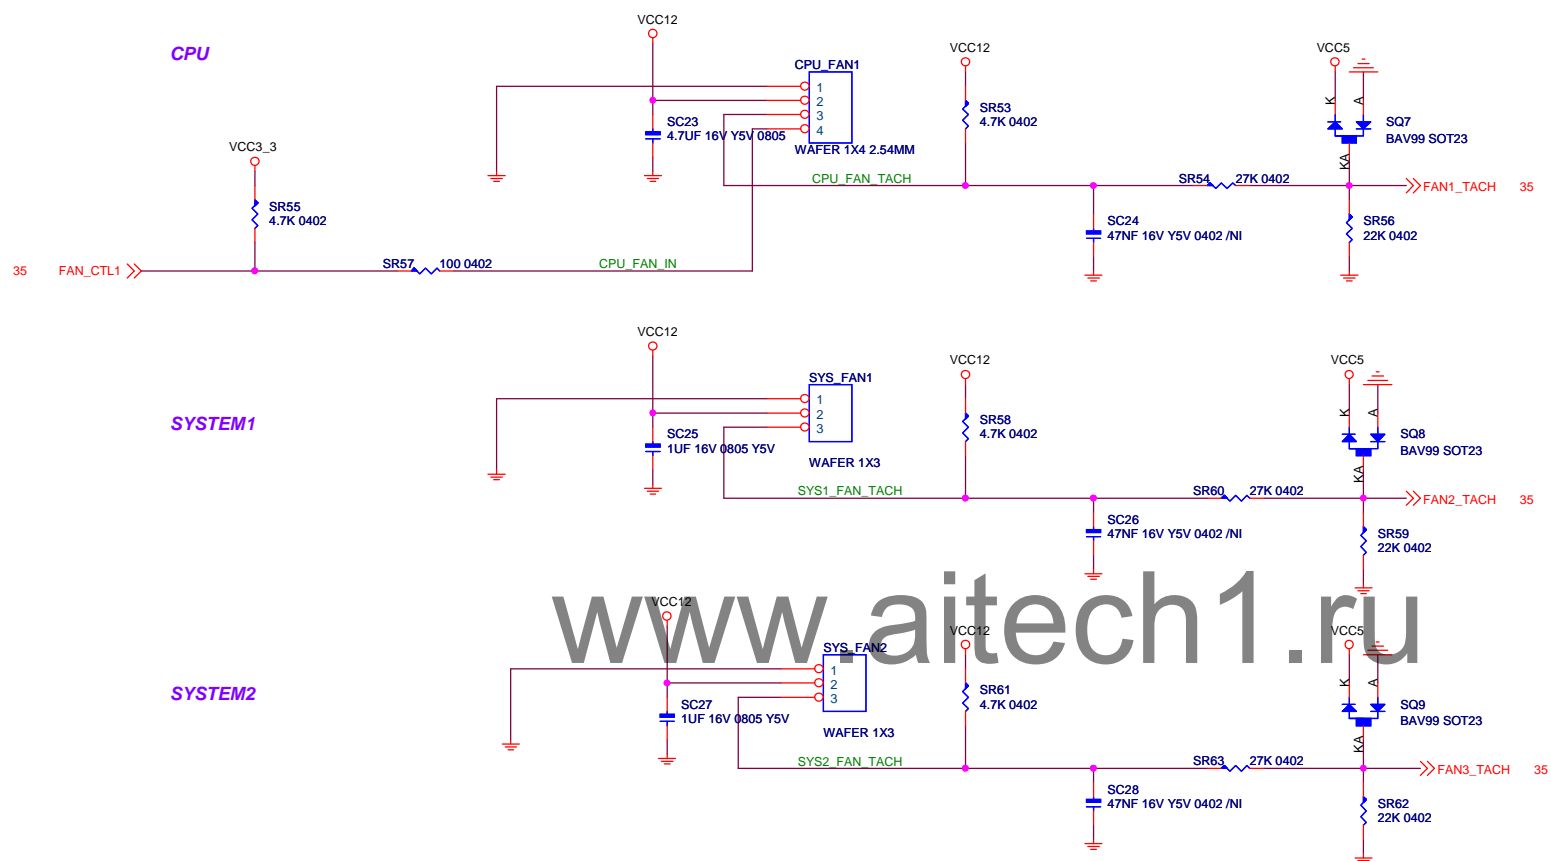 CPU
VCC12
CPU_FAN1
1
2
3
4
WAFER 1X4 2.54MM
SC23
4.7UF 16V Y5V 0805
VCC12
SR53
4.7K 0402
VCC5
K
A
SQ7
BAV99 SOT23
KA
VCC3_3
SR55
4.7K 0402
CPU_FAN_TACH
SR54
27K 0402
FAN1_TACH
35
SC24
47NF 16V Y5V 0402 /NI
SR56
22K 0402
35
FAN_CTL1
SR57
100 0402
CPU_FAN_IN
SYSTEM1
VCC12
SYS_FAN1
1
2
3
WAFER 1X3
SC25
1UF 16V 0805 Y5V
VCC12
SR58
4.7K 0402
VCC5
K
A
SQ8
BAV99 SOT23
KA
SYS1_FAN_TACH
SR60
27K 0402
FAN2_TACH
35
SC26
47NF 16V Y5V 0402 /NI
SR59
22K 0402
www.aitech1.ru
SYSTEM2
VCC12
SYS_FAN2
1
2
3
WAFER 1X3
SC27
1UF 16V 0805 Y5V
VCC12
SR61
4.7K 0402
VCC5
K
A
SQ9
BAV99 SOT23
KA
SYS2_FAN_TACH
SR63
27K 0402
FAN3_TACH
35
SC28
47NF 16V Y5V 0402 /NI
SR62
22K 0402